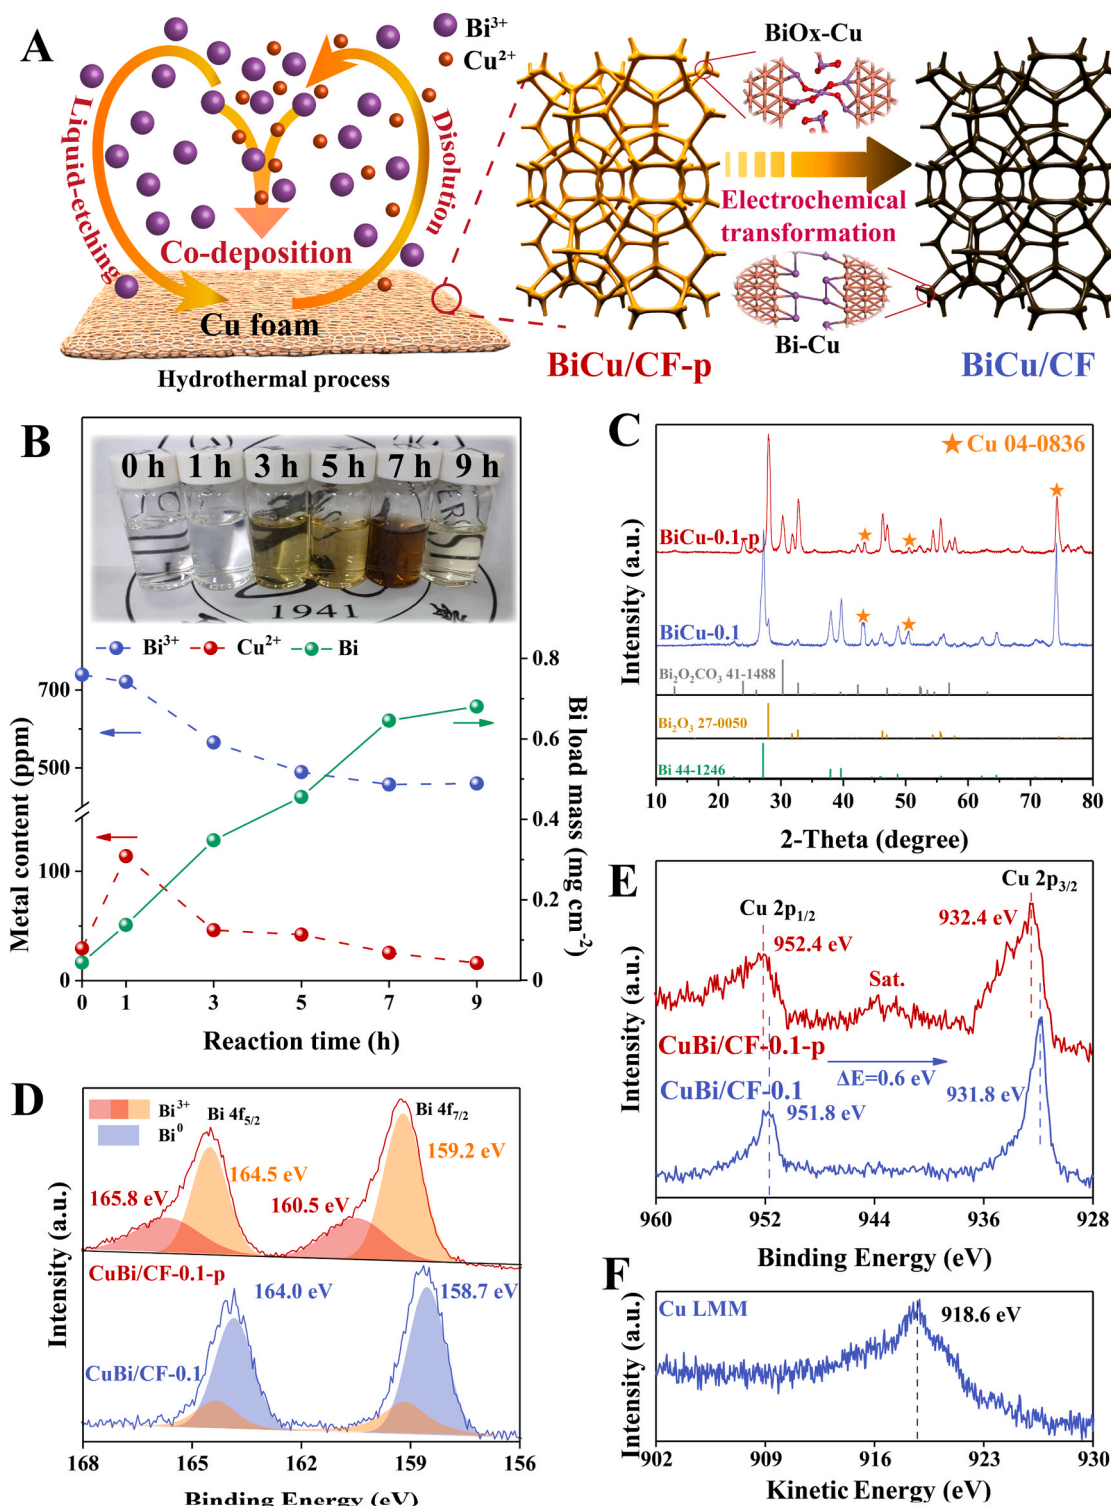 A
Bi³⁺
Cu²⁺
Liquid-etching
Disolution
Co-deposition
Cu foam
Hydrothermal process
BiOx-Cu
Electrochemical
transformation
Bi-Cu
BiCu/CF-p
BiCu/CF
B
0 h 1 h 3 h 5 h 7 h 9 h
1941
Bi³⁺ Cu²⁺ Bi
Metal content (ppm)
700
500
100
0
0.8
0.6
0.4
0.2
0
Bi load mass (mg cm⁻²)
0 1 3 5 7 9
Reaction time (h)
C
Cu 04-0836
BiCu-0.1-p
BiCu-0.1
Bi₂O₂CO₃ 41-1488
Bi₂O₃ 27-0050
Bi 44-1246
Intensity (a.u.)
10 20 30 40 50 60 70 80
2-Theta (degree)
D
Bi³⁺
Bi⁰
Bi 4f₅/₂
Bi 4f₇/₂
159.2 eV
164.5 eV
165.8 eV
160.5 eV
CuBi/CF-0.1-p
164.0 eV
158.7 eV
CuBi/CF-0.1
Intensity (a.u.)
168 165 162 159 156
Binding Energy (eV)
E
Cu 2p₃/₂
Cu 2p₁/₂
932.4 eV
952.4 eV
Sat.
CuBi/CF-0.1-p
ΔE=0.6 eV
CuBi/CF-0.1
931.8 eV
951.8 eV
Intensity (a.u.)
960 952 944 936 928
Binding Energy (eV)
F
Cu LMM
918.6 eV
Intensity (a.u.)
902 909 916 923 930
Kinetic Energy (eV)